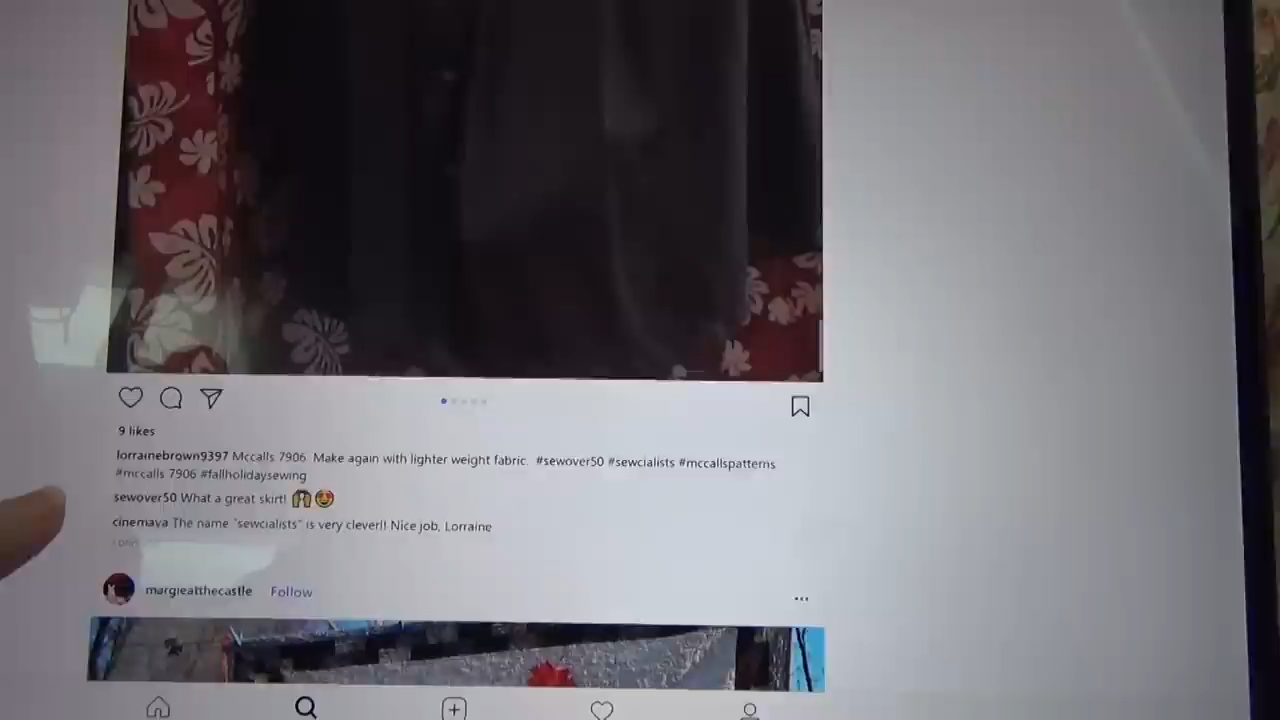 9 likes
lorrainebrown9397 Mccalls 7906. Make again with lighter weight fabric. #sewover50 #sewcialists #mccallspatterns
#mccalls 7906 #fallholidaysewing
sewover50 What a great skirt! 🙌😍
cinemava The name "sewcialists" is very clever!! Nice job, Lorraine
margieatthecastle Follow